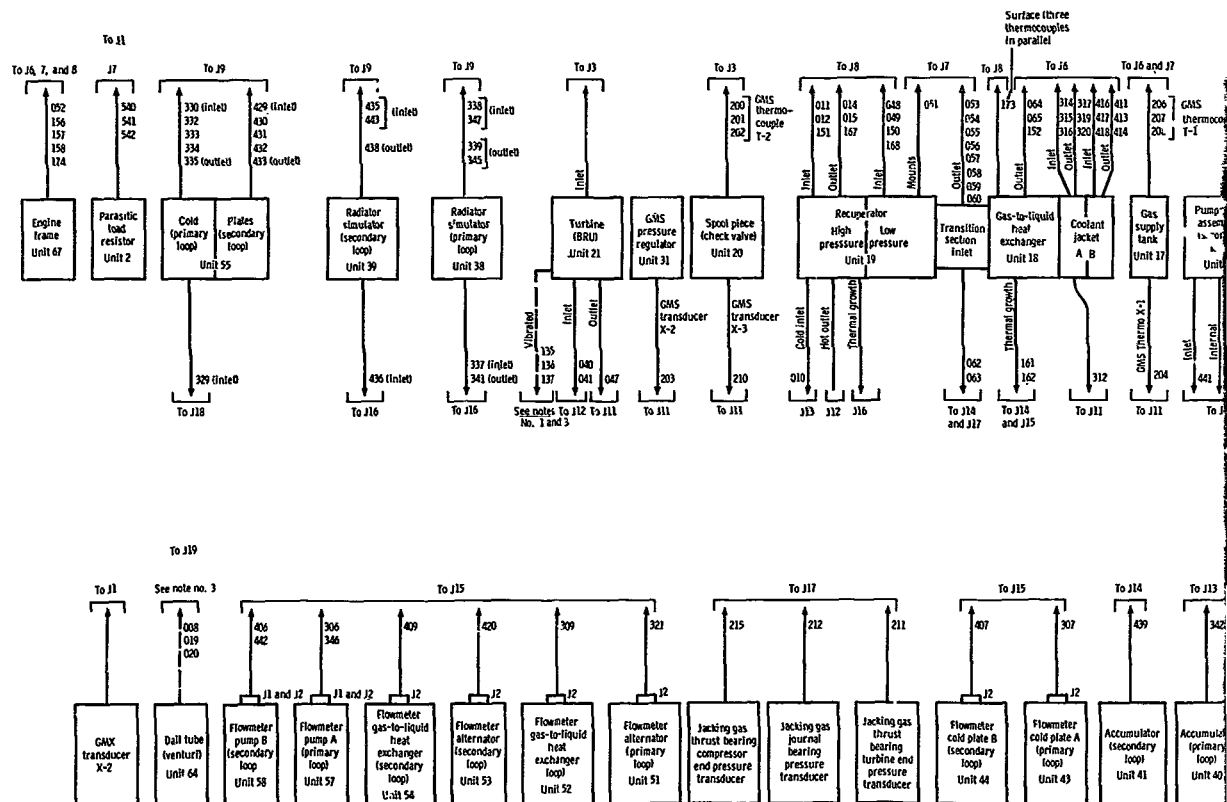 Surface (three
thermocouples
in parallel
To J1
To J6, 7, and 8
J7
To J9
To J9
To J9
To J3
To J3
To J8
To J7
To J8
To J6
To J6 and J7
052
156
157
158
174
540
541
542
330 (inlet)
332
333
334
335 (outlet)
429 (inlet)
430
431
432
433 (outlet)
435
443
(inlet)
438 (outlet)
338
347
(inlet)
339
345
(outlet)
Inlet
200
201
202
GMS
thermo-
couple
T-2
011
012
151
Inlet
014
015
167
Outlet
048
049
150
168
Inlet
051
Mounts
053
054
055
056
057
058
059
060
Outlet
173
064
065
152
Outlet
314
315
316
Inlet
317
319
320
Outlet
416
417
418
Inlet
411
413
414
Outlet
206
207
GMS
thermocouple
T-1
Engine
frame
Unit 67
Parasitic
load
resistor
Unit 2
Cold
(primary
loop)
Plates
(secondary
loop)
Unit 55
Radiator
simulator
(secondary
loop)
Unit 39
Radiator
simulator
(primary
loop)
Unit 38
Turbine
(BRU)
Unit 21
GMS
pressure
regulator
Unit 31
Spool piece
(check valve)
Unit 20
Recuperator
High
presssure
Low
pressure
Unit 19
Transition
section
inlet
Gas-to-liquid
heat
exchanger
Unit 18
Coolant
jacket
A B
Gas
supply
tank
Unit 17
Pump
assem
Unit
329 (inlet)
To J18
436 (inlet)
To J16
337 (inlet)
341 (outlet)
To J16
Vibrated
135
136
137
See notes
No. 1 and 3
Inlet
040
041
To J12
Outlet
047
To J11
GMS
transducer
X-2
203
To J11
GMS
transducer
X-3
210
To J11
Cold inlet
010
J13
Hot outlet
J12
Thermal growth
J16
062
063
To J14
and J17
Thermal growth
161
162
To J14
and J15
312
To J11
GMS Thermo X-1
204
To J11
Inlet
441
Internal
To J
To J19
To J1
See note no. 3
To J15
To J17
To J15
To J14
To J13
008
019
020
406
442
306
346
409
420
309
321
215
212
211
407
307
439
342
J1 and J2
J1 and J2
J2
J2
J2
J2
J2
J2
GMX
transducer
X-2
Dall tube
(venturi)
Unit 64
Flowmeter
pump B
(secondary
loop
Unit 58
Flowmeter
pump A
(primary
loop)
Unit 57
Flowmeter
gas-to-liquid
heat
exchanger
(secondary
loop)
Unit 54
Flowmeter
alternator
(secondary
loop)
Unit 53
Flowmeter
gas-to-liquid
heat
exchanger
loop)
Unit 52
Flowmeter
alternator
(primary
loop)
Unit 51
Jacking gas
thrust bearing
compressor
end pressure
transducer
Jacking gas
journal
bearing
pressure
transducer
Jacking gas
thrust
bearing
turbine end
pressure
transducer
Flowmeter
cold plate B
(secondary
loop
Unit 44
Flowmeter
cold plate A
(primary
loop)
Unit 43
Accumulator
(secondary
loop)
Unit 41
Accumulat
(primary
loop)
Unit 40